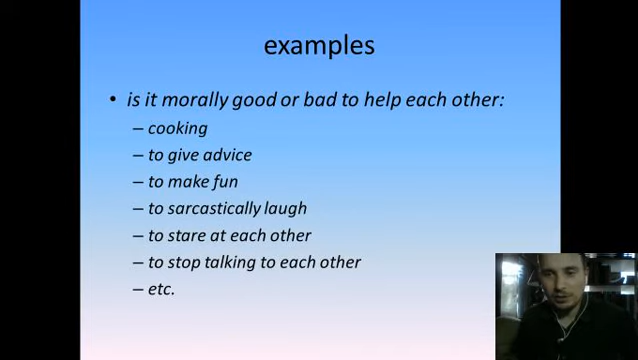 examples
• is it morally good or bad to help each other:
– cooking
– to give advice
– to make fun
– to sarcastically laugh
– to stare at each other
– to stop talking to each other
– etc.